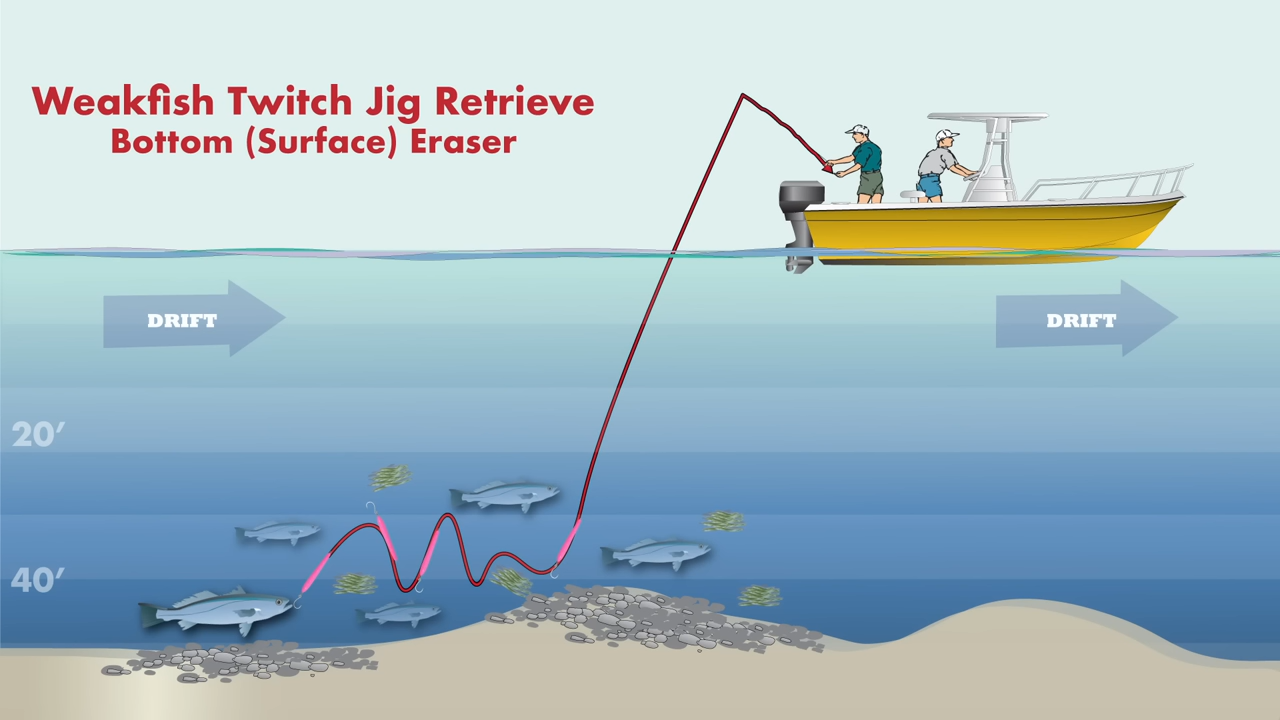 Weakfish Twitch Jig Retrieve
Bottom (Surface) Eraser
DRIFT
DRIFT
20′
40′